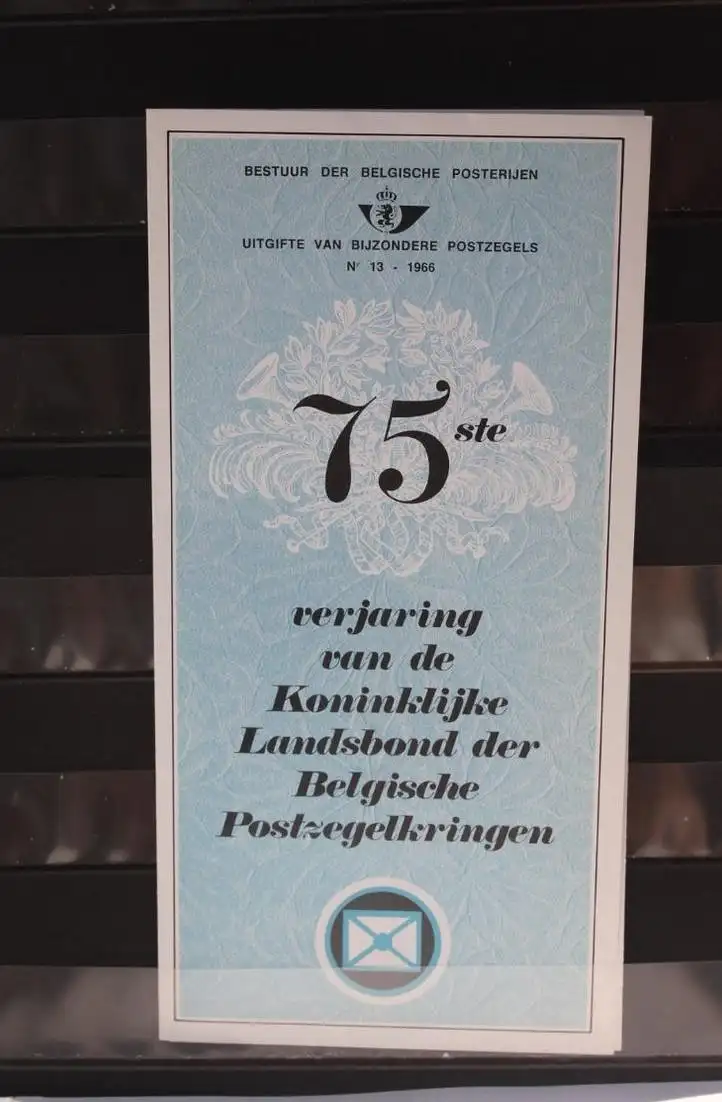 BESTUUR DER BELGISCHE POSTERIJEN
UITGIFTE VAN BIJZONDERE POSTZEGELS
Nr 13 - 1966
75ste
verjaring
van de
Koninklijke
Landsbond der
Belgische
Postzegelkringen